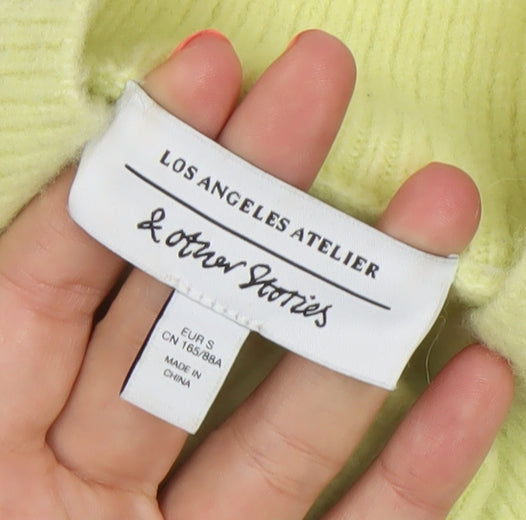 LOS ANGELES ATELIER
& other Stories
EUR S
CN 165/88A
MADE IN
CHINA